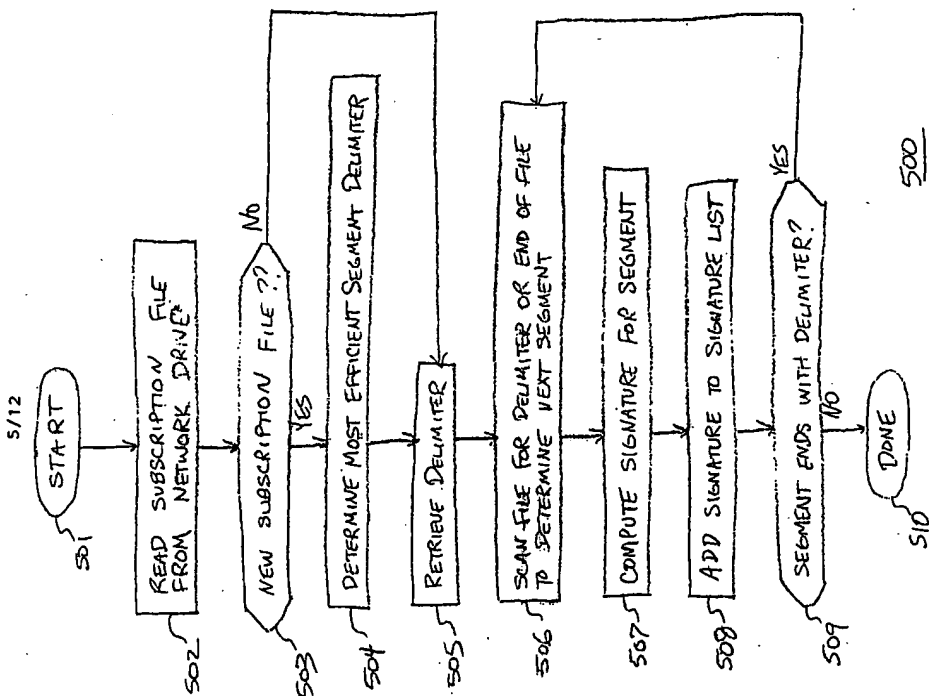 5/12
START
501
READ SUBSCRIPTION FILE
FROM NETWORK DRIVE
502
NEW SUBSCRIPTION FILE??
503
NO
YES
DETERMINE MOST EFFICIENT SEGMENT DELIMITER
504
RETRIEVE DELIMITER
505
SCAN FILE FOR DELIMITER OR END OF FILE
TO DETERMINE NEXT SEGMENT
506
COMPUTE SIGNATURE FOR SEGMENT
507
ADD SIGNATURE TO SIGNATURE LIST
508
SEGMENT ENDS WITH DELIMITER?
509
YES
NO
DONE
510
500